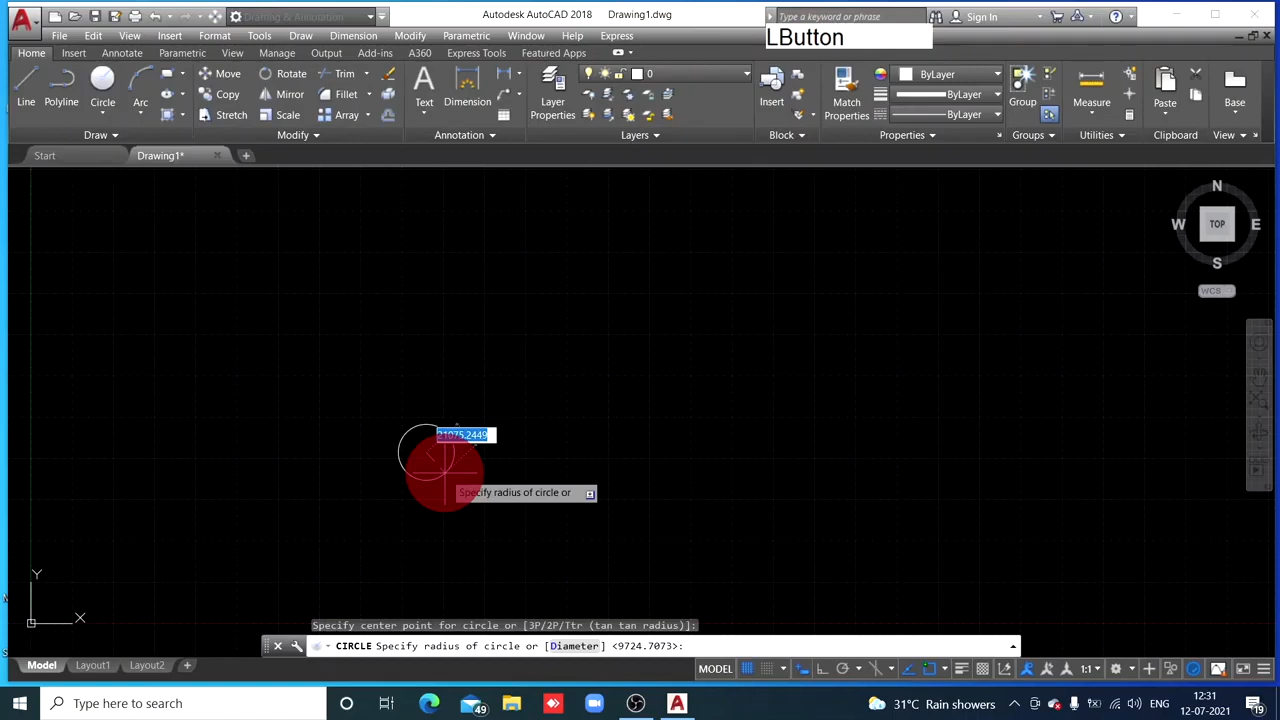 Drafting & Annotation
Autodesk AutoCAD 2018 Drawing1.dwg
Type a keyword or phrase
Sign In
LButton
File Edit View Insert Format Tools Draw Dimension Modify Parametric Window Help Express
Home Insert Annotate Parametric View Manage Output Add-ins A360 Express Tools Featured Apps
Line Polyline Circle Arc
Move Rotate Trim
Copy Mirror Fillet
Stretch Scale Array
Text Dimension
Layer Properties
0
Insert
Match Properties
ByLayer
ByLayer
ByLayer
Group
Measure
Paste
Base
Draw Modify Annotation Layers Block Properties Groups Utilities Clipboard View
Start Drawing1*
N
W TOP E
S
WCS
21075.2449
Specify radius of circle or
Y
X
Specify center point for circle or [3P/2P/Ttr (tan tan radius)]:
CIRCLE Specify radius of circle or [Diameter] <9724.7073>:
Model Layout1 Layout2
MODEL
1:1
Type here to search
49
31°C Rain showers
ENG
12:31
12-07-2021
19